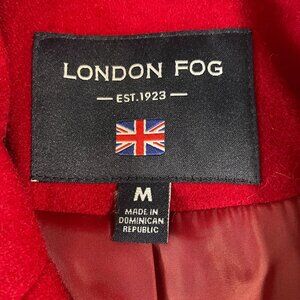 LONDON FOG
— EST.1923 —
M
MADE IN
DOMINICAN
REPUBLIC